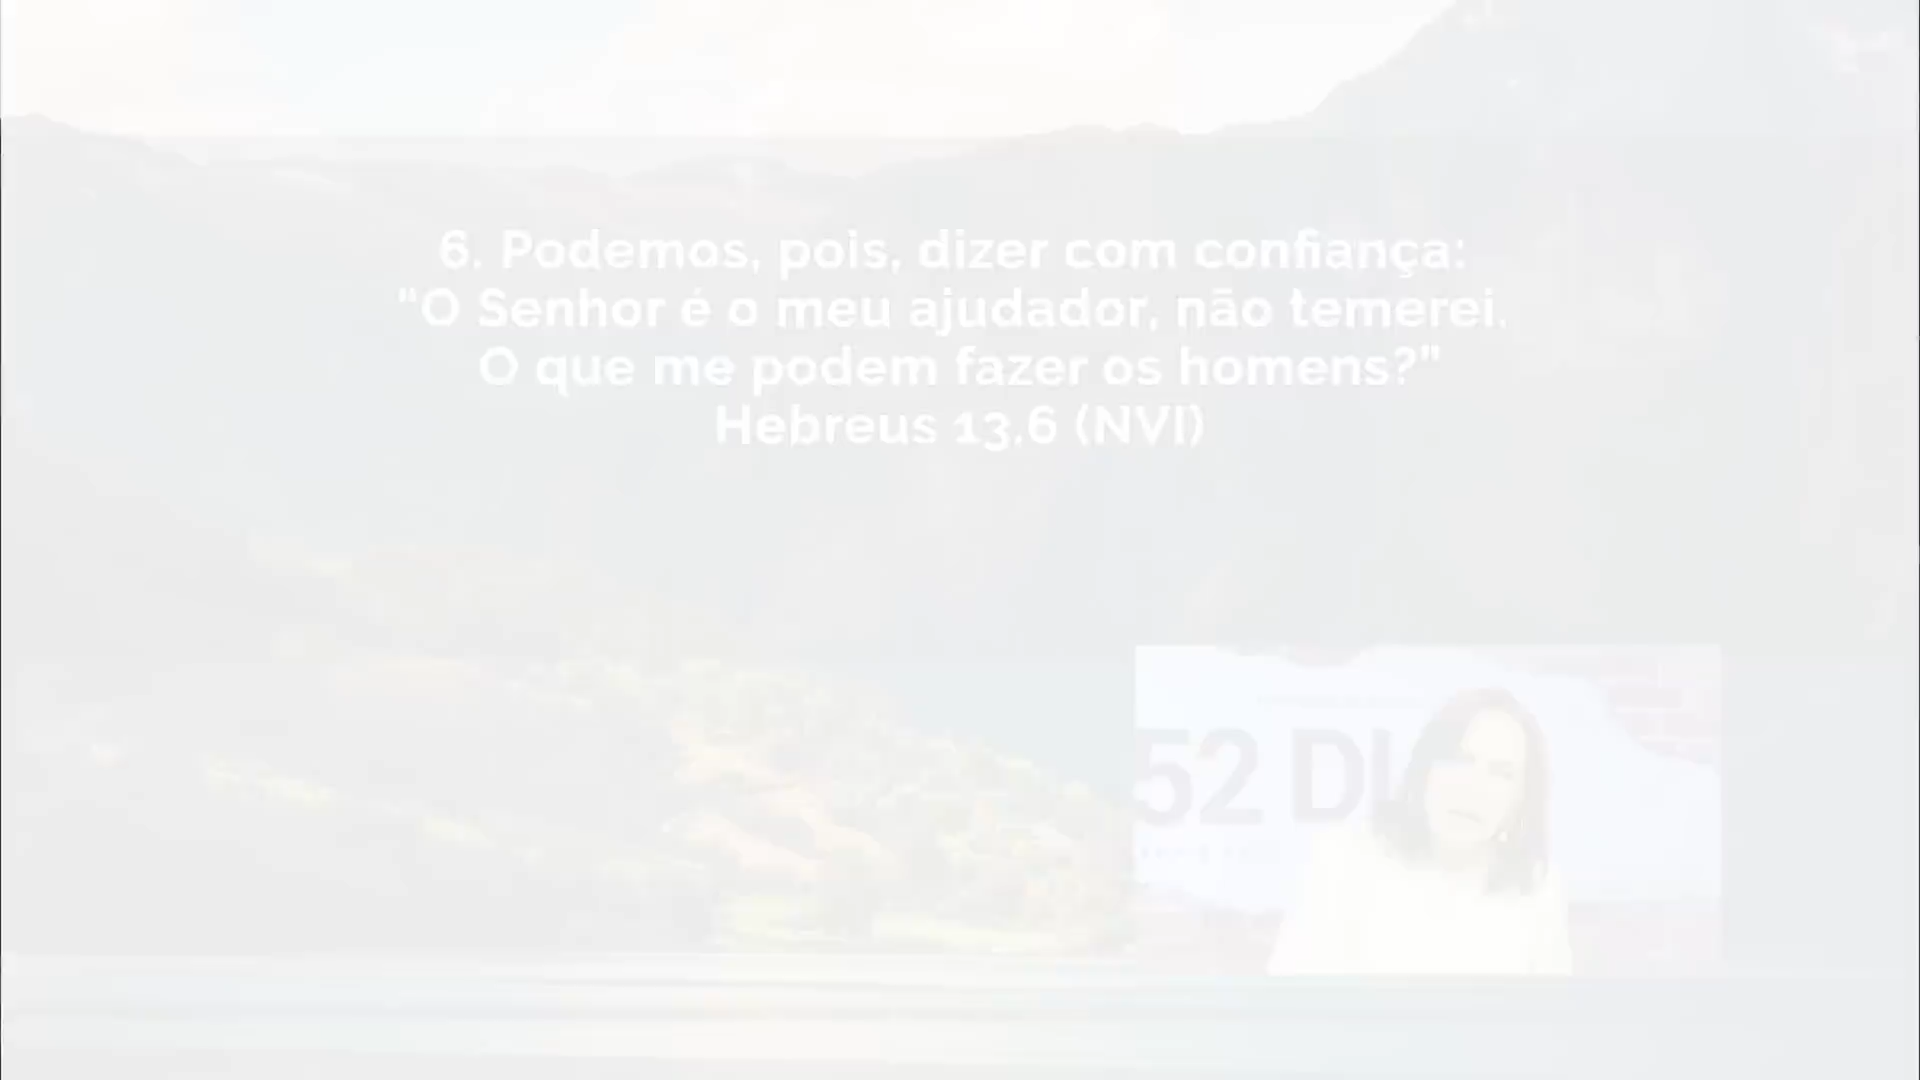 6. Podemos, pois, dizer com confiança:
"O Senhor é o meu ajudador, não temerei.
O que me podem fazer os homens?"
Hebreus 13.6 (NVI)
52 DI